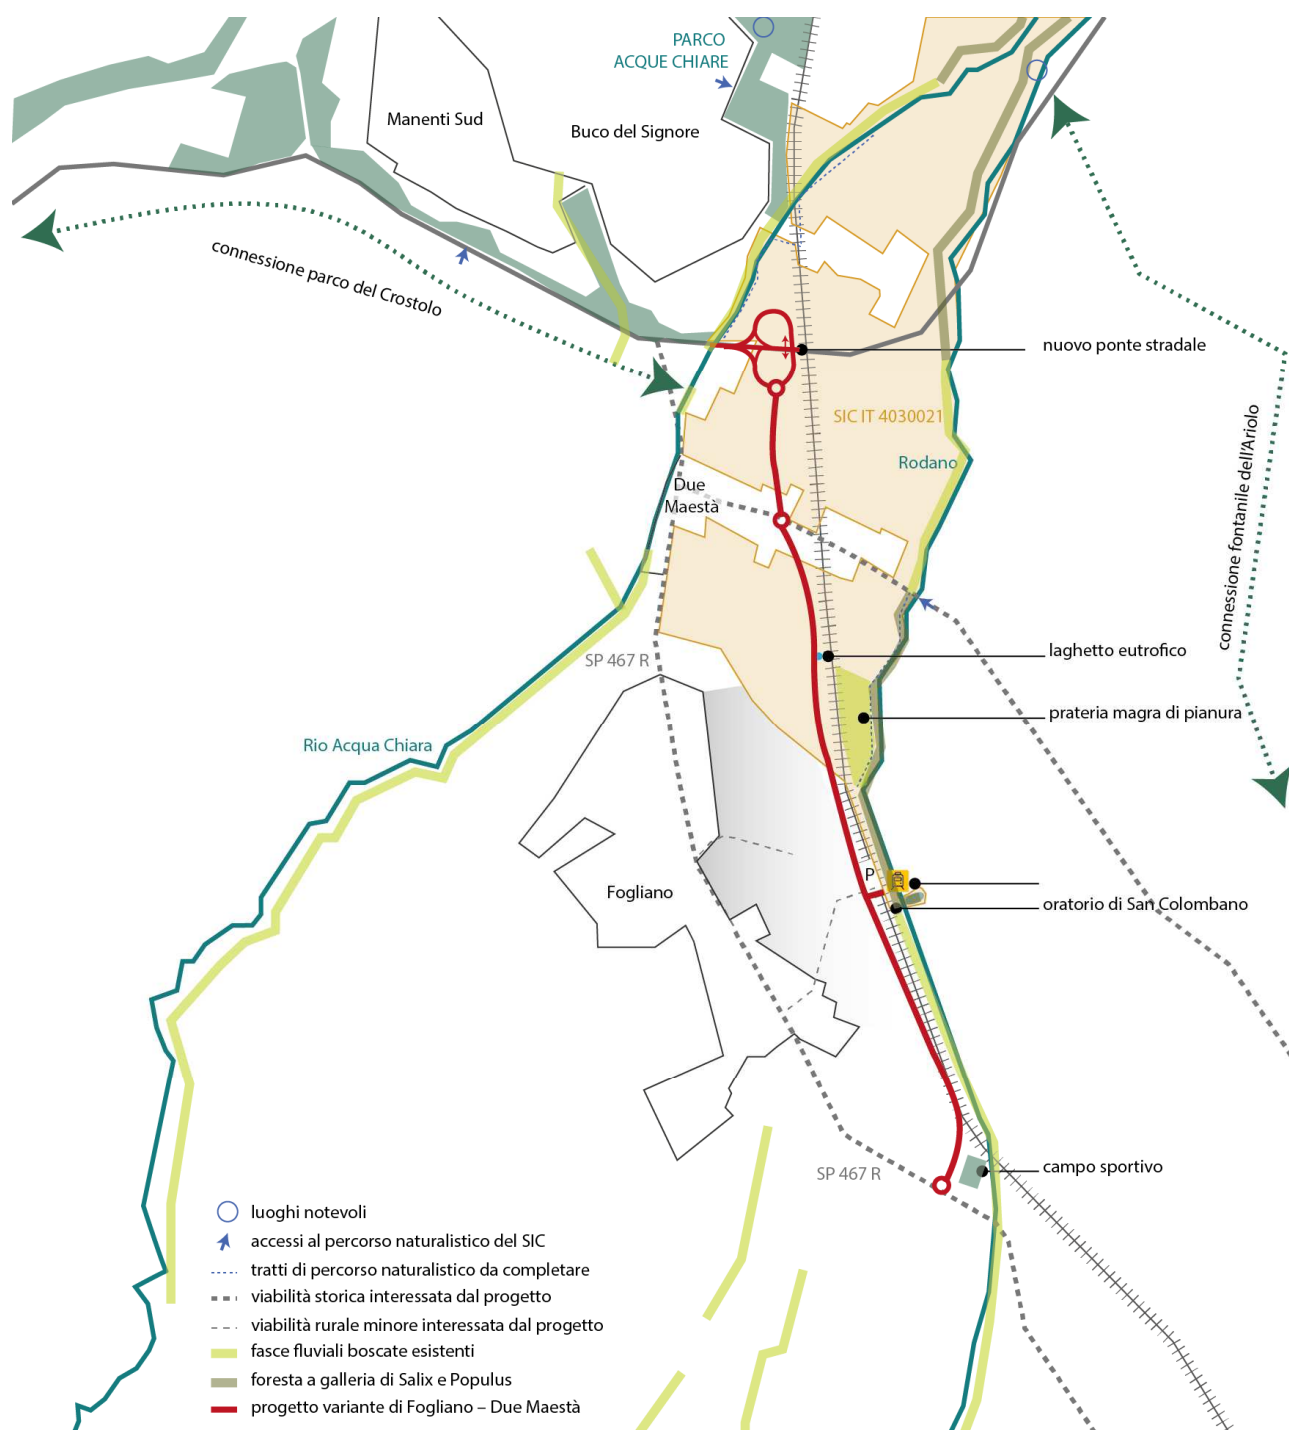 PARCO
ACQUE CHIARE
Manenti Sud
Buco del Signore
connessione parco del Crostolo
nuovo ponte stradale
SIC IT 4030021
Rodano
connessione fontanile dell'Ariolo
Due
Maestà
SP 467 R
laghetto eutrofico
prateria magra di pianura
Rio Acqua Chiara
P
Fogliano
oratorio di San Colombano
SP 467 R
campo sportivo
luoghi notevoli
accessi al percorso naturalistico del SIC
tratti di percorso naturalistico da completare
viabilità storica interessata dal progetto
viabilità rurale minore interessata dal progetto
fasce fluviali boscate esistenti
foresta a galleria di Salix e Populus
progetto variante di Fogliano – Due Maestà